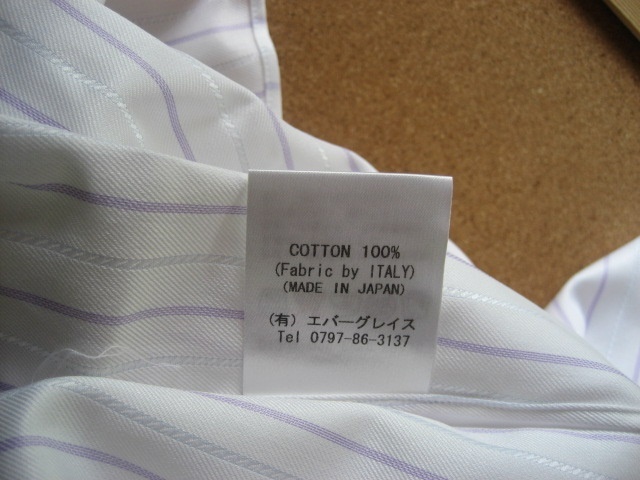 COTTON 100%
(Fabric by ITALY)
(MADE IN JAPAN)
(有) エバーグレイス
Tel 0797-86-3137